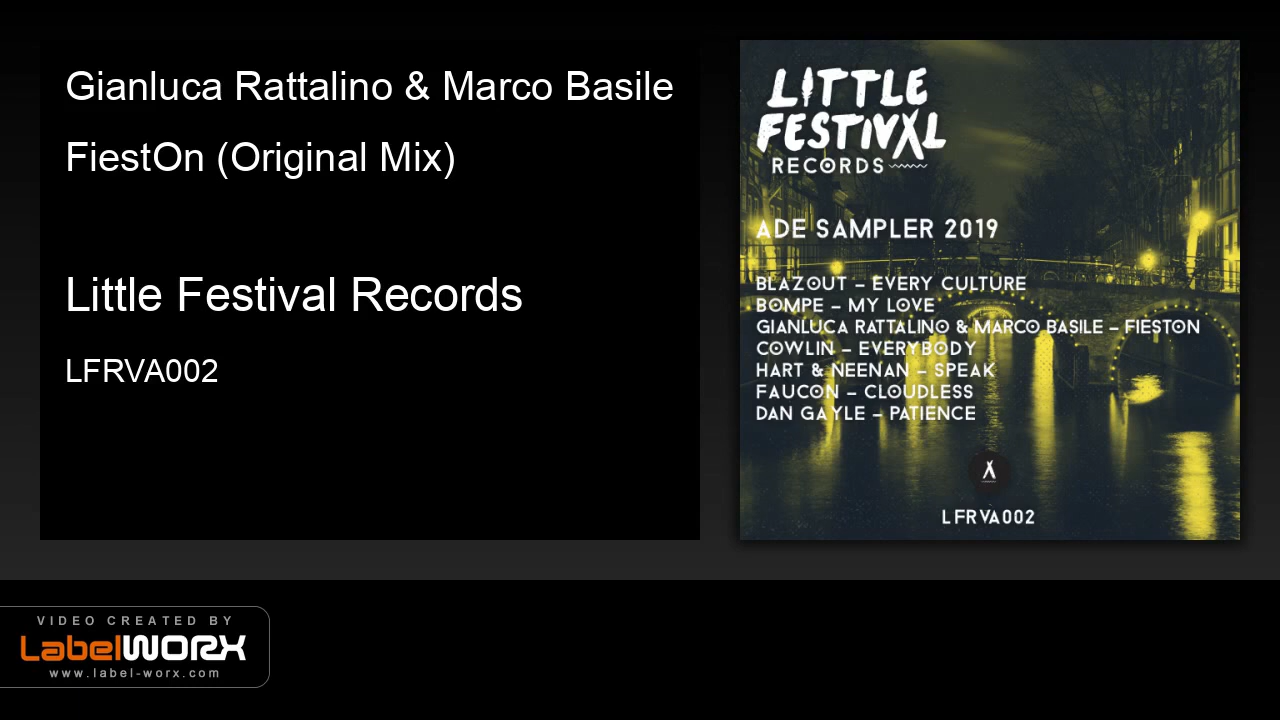 Gianluca Rattalino & Marco Basile
FiestOn (Original Mix)
Little Festival Records
LFRVA002
LITTLE
FESTIVAL
RECORDS
ADE SAMPLER 2019
BLAZOUT – EVERY CULTURE
BOMPE – MY LOVE
GIANLUCA RATTALINO & MARCO BASILE – FIESTON
COWLIN – EVERYBODY
HART & NEENAN – SPEAK
FAUCON – CLOUDLESS
DAN GAYLE – PATIENCE
LFRVA002
VIDEO CREATED BY
LabelWORX
www.label-worx.com